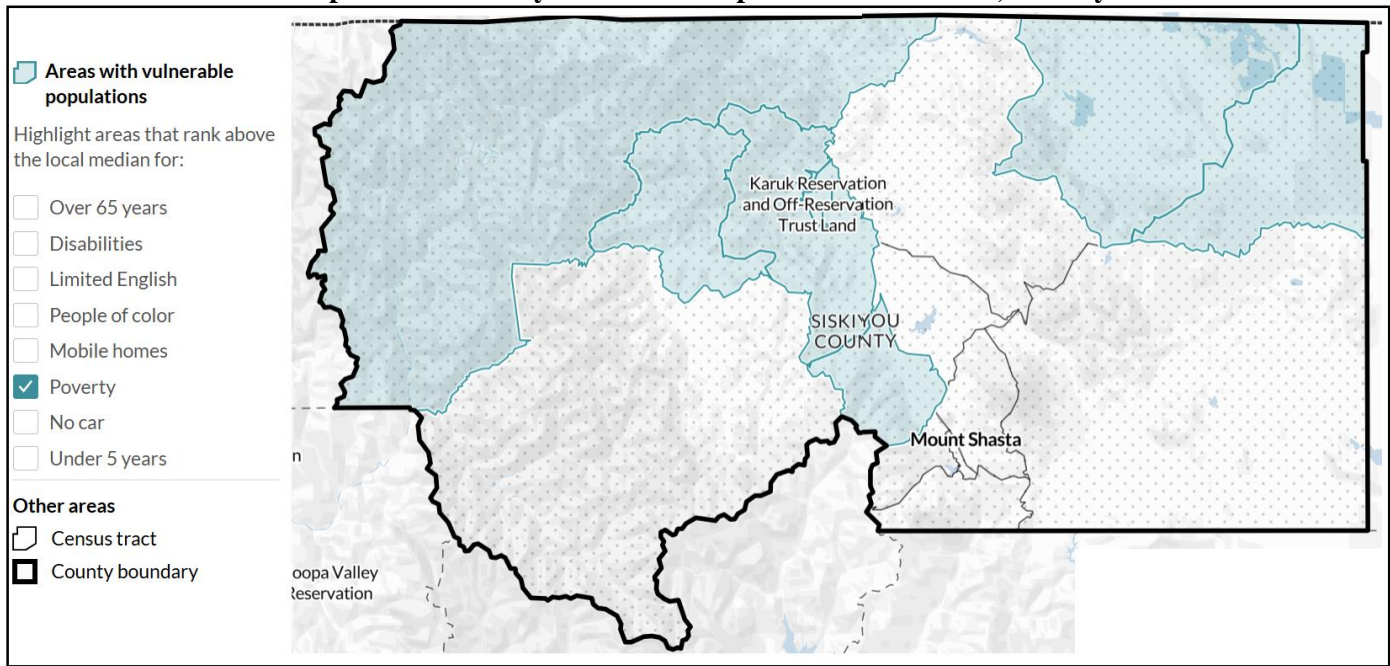 Areas with vulnerable
populations
Highlight areas that rank above
the local median for:
Over 65 years
Disabilities
Limited English
People of color
Mobile homes
Poverty
No car
Under 5 years
Other areas
Census tract
County boundary
Karuk Reservation
and Off-Reservation
Trust Land
SISKIYOU
COUNTY
Mount Shasta
n
oopa Valley
Reservation